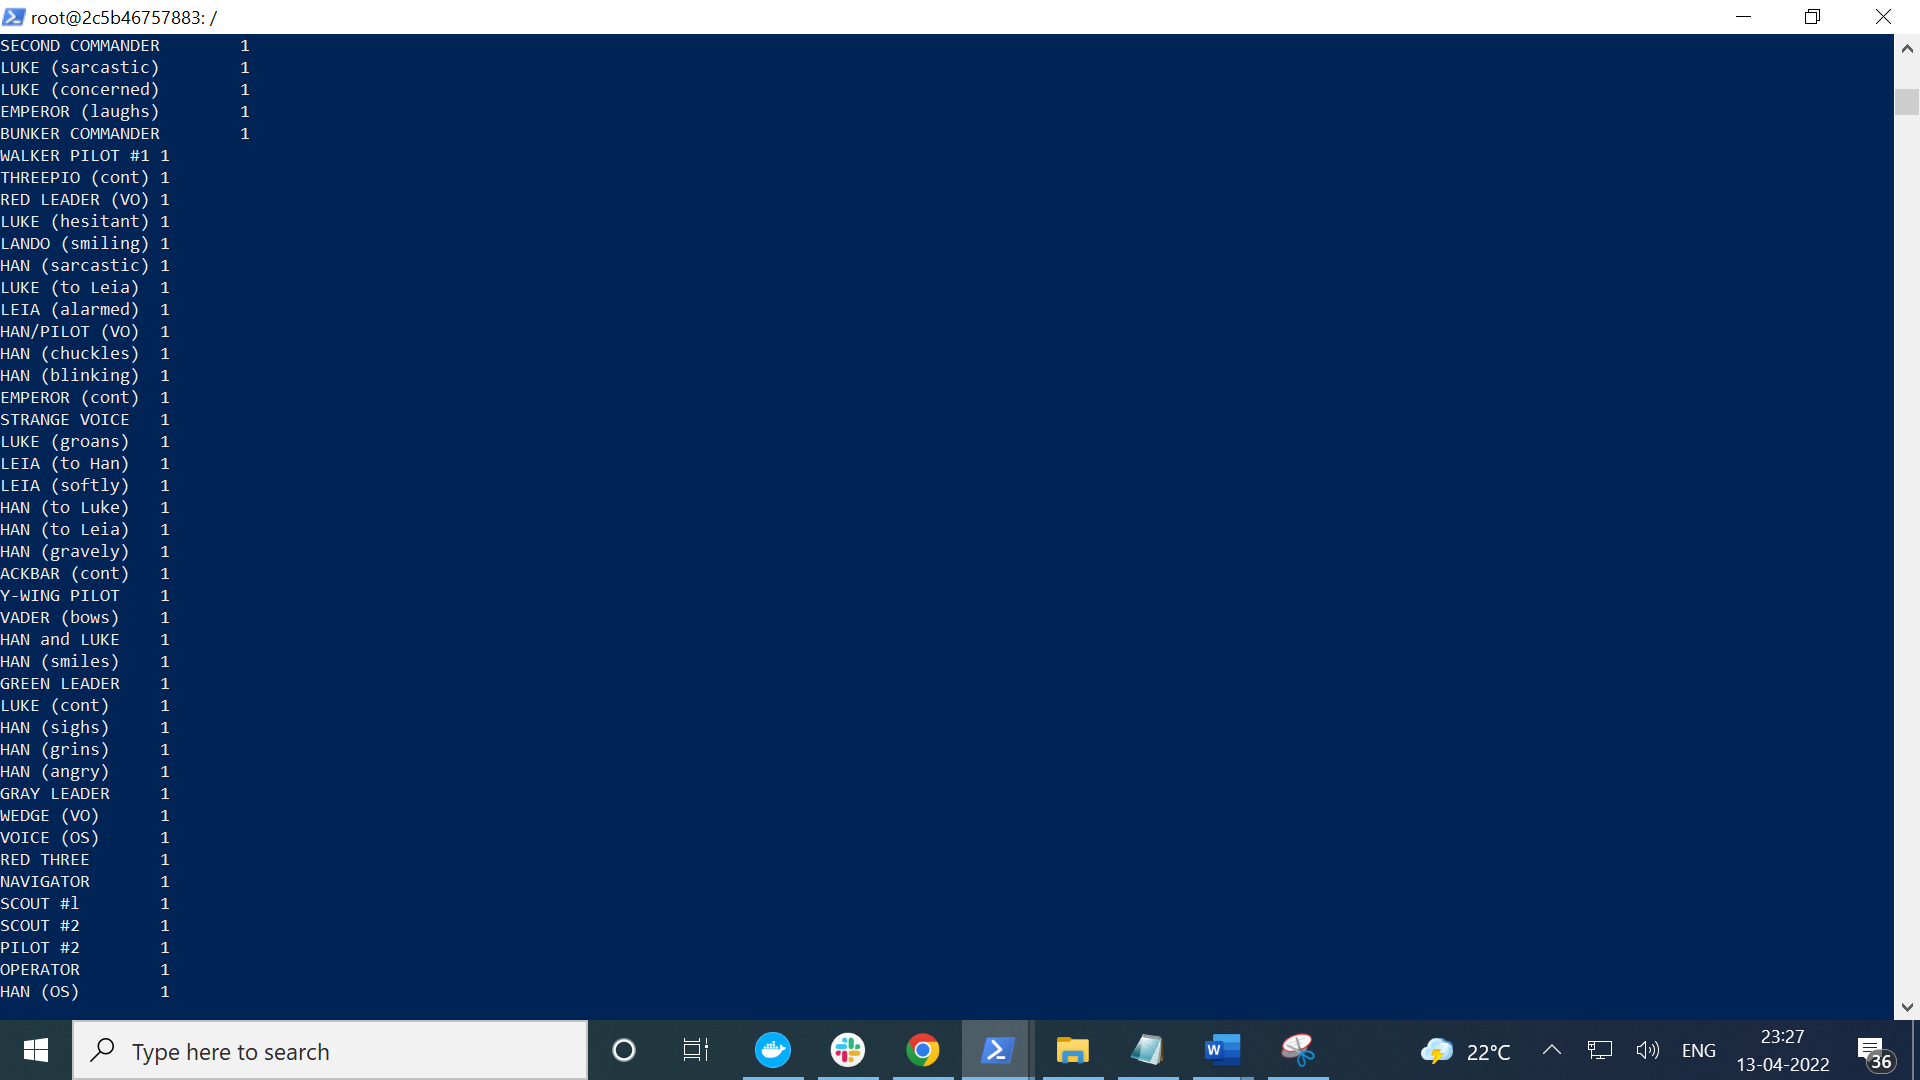 root@2c5b46757883: /
SECOND COMMANDER 1
LUKE (sarcastic) 1
LUKE (concerned) 1
EMPEROR (laughs) 1
BUNKER COMMANDER 1
WALKER PILOT #1 1
THREEPIO (cont) 1
RED LEADER (VO) 1
LUKE (hesitant) 1
LANDO (smiling) 1
HAN (sarcastic) 1
LUKE (to Leia) 1
LEIA (alarmed) 1
HAN/PILOT (VO) 1
HAN (chuckles) 1
HAN (blinking) 1
EMPEROR (cont) 1
STRANGE VOICE 1
LUKE (groans) 1
LEIA (to Han) 1
LEIA (softly) 1
HAN (to Luke) 1
HAN (to Leia) 1
HAN (gravely) 1
ACKBAR (cont) 1
Y-WING PILOT 1
VADER (bows) 1
HAN and LUKE 1
HAN (smiles) 1
GREEN LEADER 1
LUKE (cont) 1
HAN (sighs) 1
HAN (grins) 1
HAN (angry) 1
GRAY LEADER 1
WEDGE (VO) 1
VOICE (OS) 1
RED THREE 1
NAVIGATOR 1
SCOUT #l 1
SCOUT #2 1
PILOT #2 1
OPERATOR 1
HAN (OS) 1
Type here to search
W
22°C
ENG
23:27
13-04-2022
36